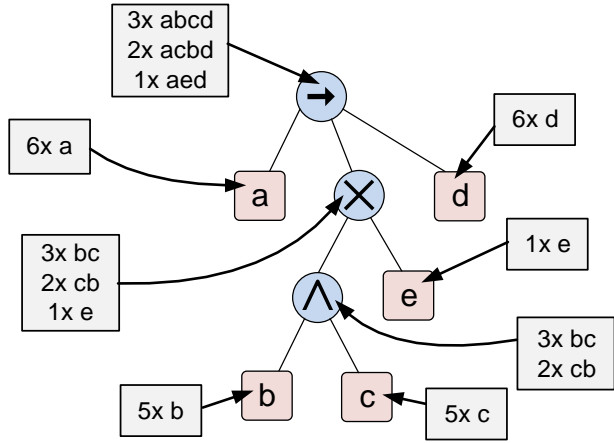 3x abcd
2x acbd
1x aed
→
6x a
6x d
a
×
d
3x bc
2x cb
1x e
1x e
e
∧
3x bc
2x cb
5x b
b
c
5x c